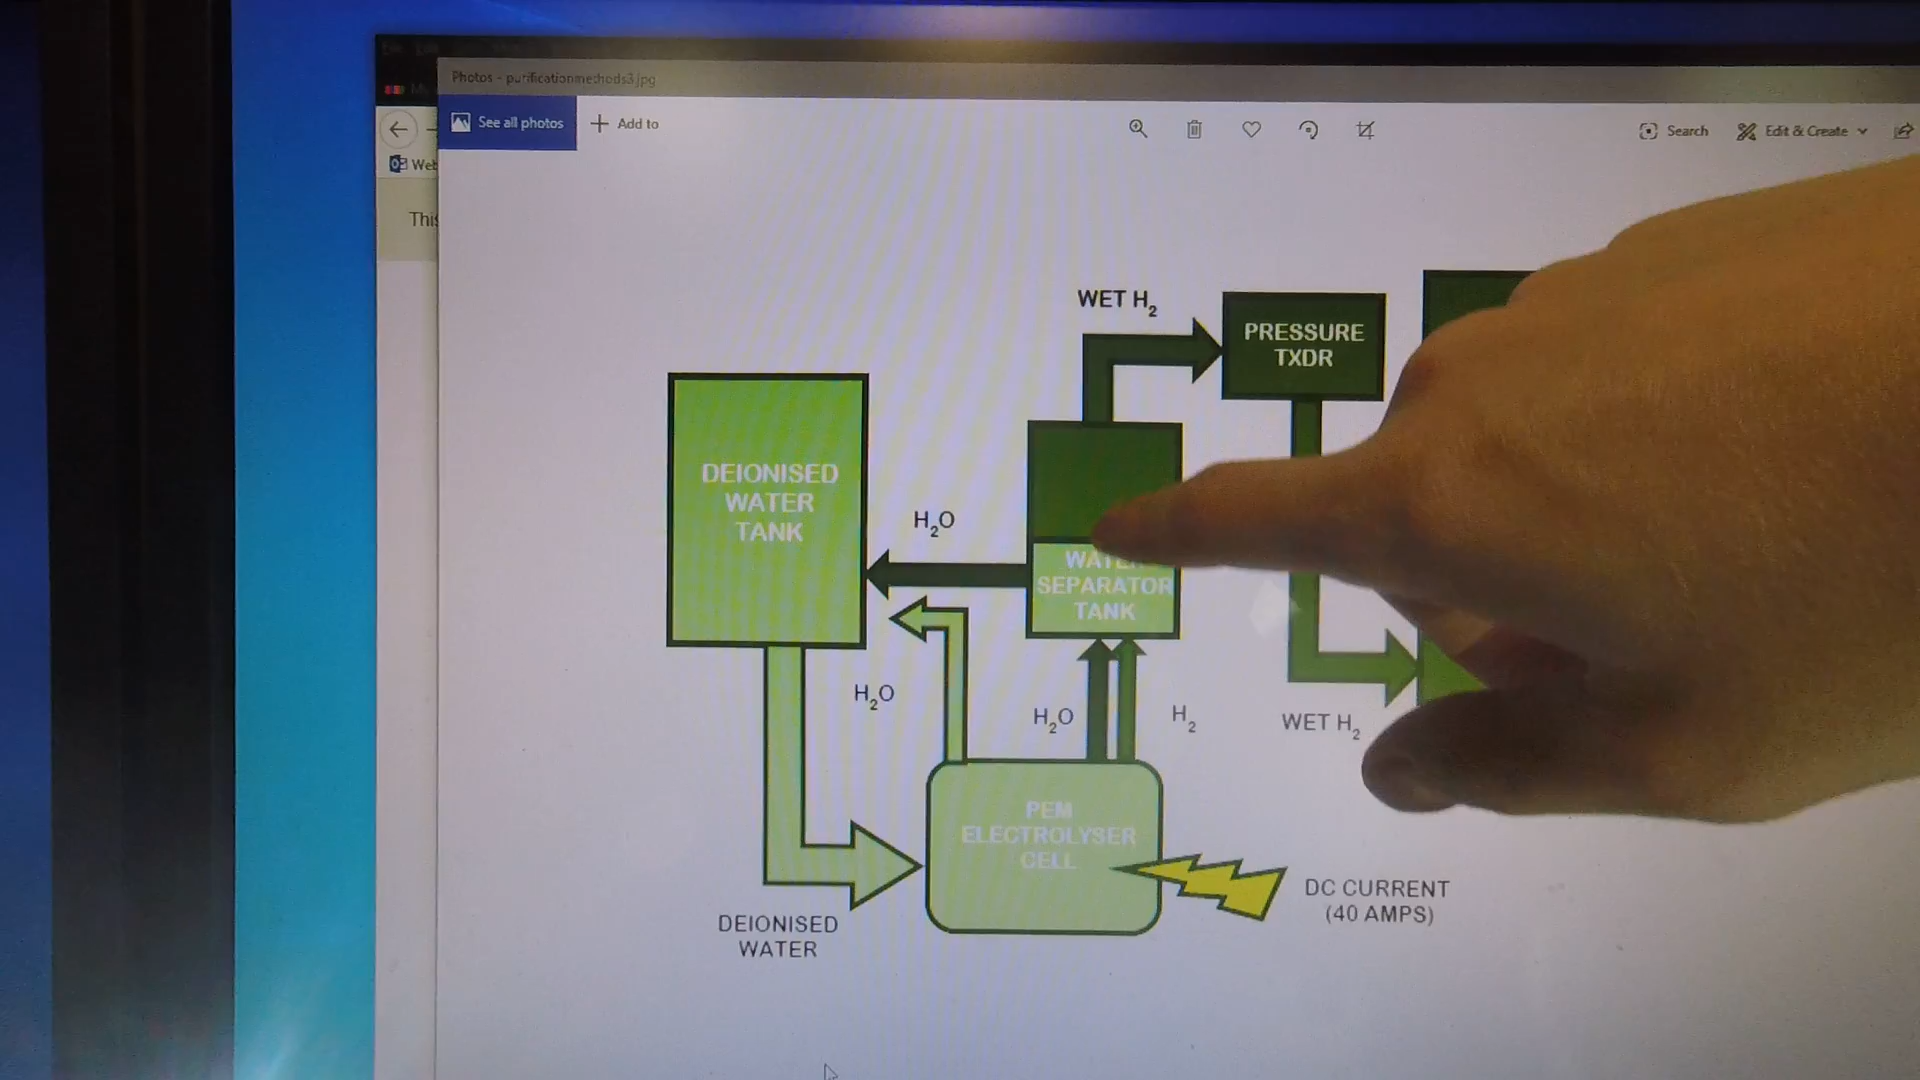 Photos - purificationmethods3.jpg
See all photos
Add to
Search
Edit & Create
Web
This
WET H₂
PRESSURE
TXDR
DEIONISED
WATER
TANK
H₂O
WATER
SEPARATOR
TANK
H₂O
H₂O
H₂
WET H₂
PEM
ELECTROLYSER
CELL
DC CURRENT
(40 AMPS)
DEIONISED
WATER